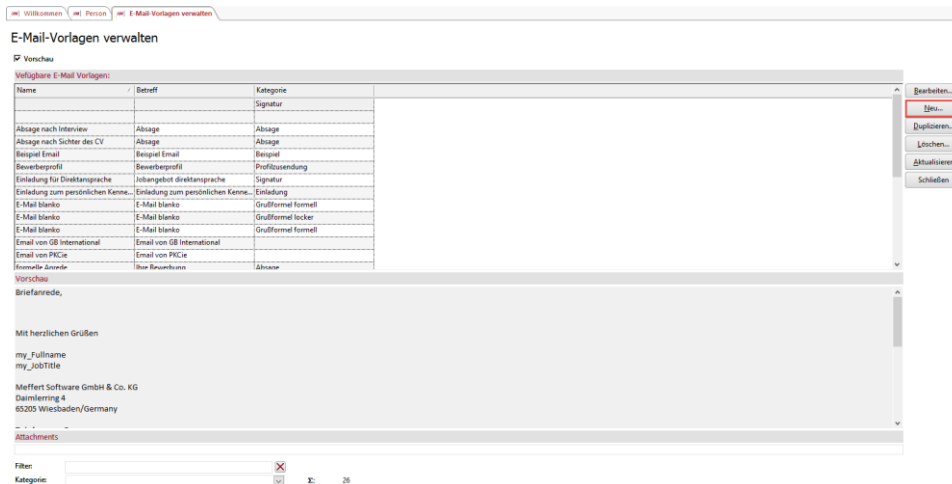 Willkommen Person E-Mail-Vorlagen verwalten
E-Mail-Vorlagen verwalten
Vorschau
Vefügbare E-Mail Vorlagen:
Name Betreff Kategorie
Bearbeiten...
Signatur
Neu...
Absage nach Interview Absage Absage
Duplizieren...
Absage nach Sichter des CV Absage Absage
Löschen...
Beispiel Email Beispiel Email Beispiel
Bewerberprofil Bewerberprofil Profilzusendung
Aktualisieren
Einladung für Direktansprache Jobangebot direktansprache Signatur
Schließen
Einladung zum persönlichen Kenne... Einladung zum persönlichen Kenne... Einladung
E-Mail blanko E-Mail blanko Grußformel formell
E-Mail blanko E-Mail blanko Grußformel locker
E-Mail blanko E-Mail blanko Grußformel formell
Email von GB International Email von GB International
Email von PKCie Email von PKCie
formelle Anrede Ihre Bewerbung Absage
Vorschau
Briefanrede,
Mit herzlichen Grüßen
my_Fullname
my_JobTitle
Meffert Software GmbH & Co. KG
Daimlerring 4
65205 Wiesbaden/Germany
Attachments
Filter:
Kategorie: Σ: 26